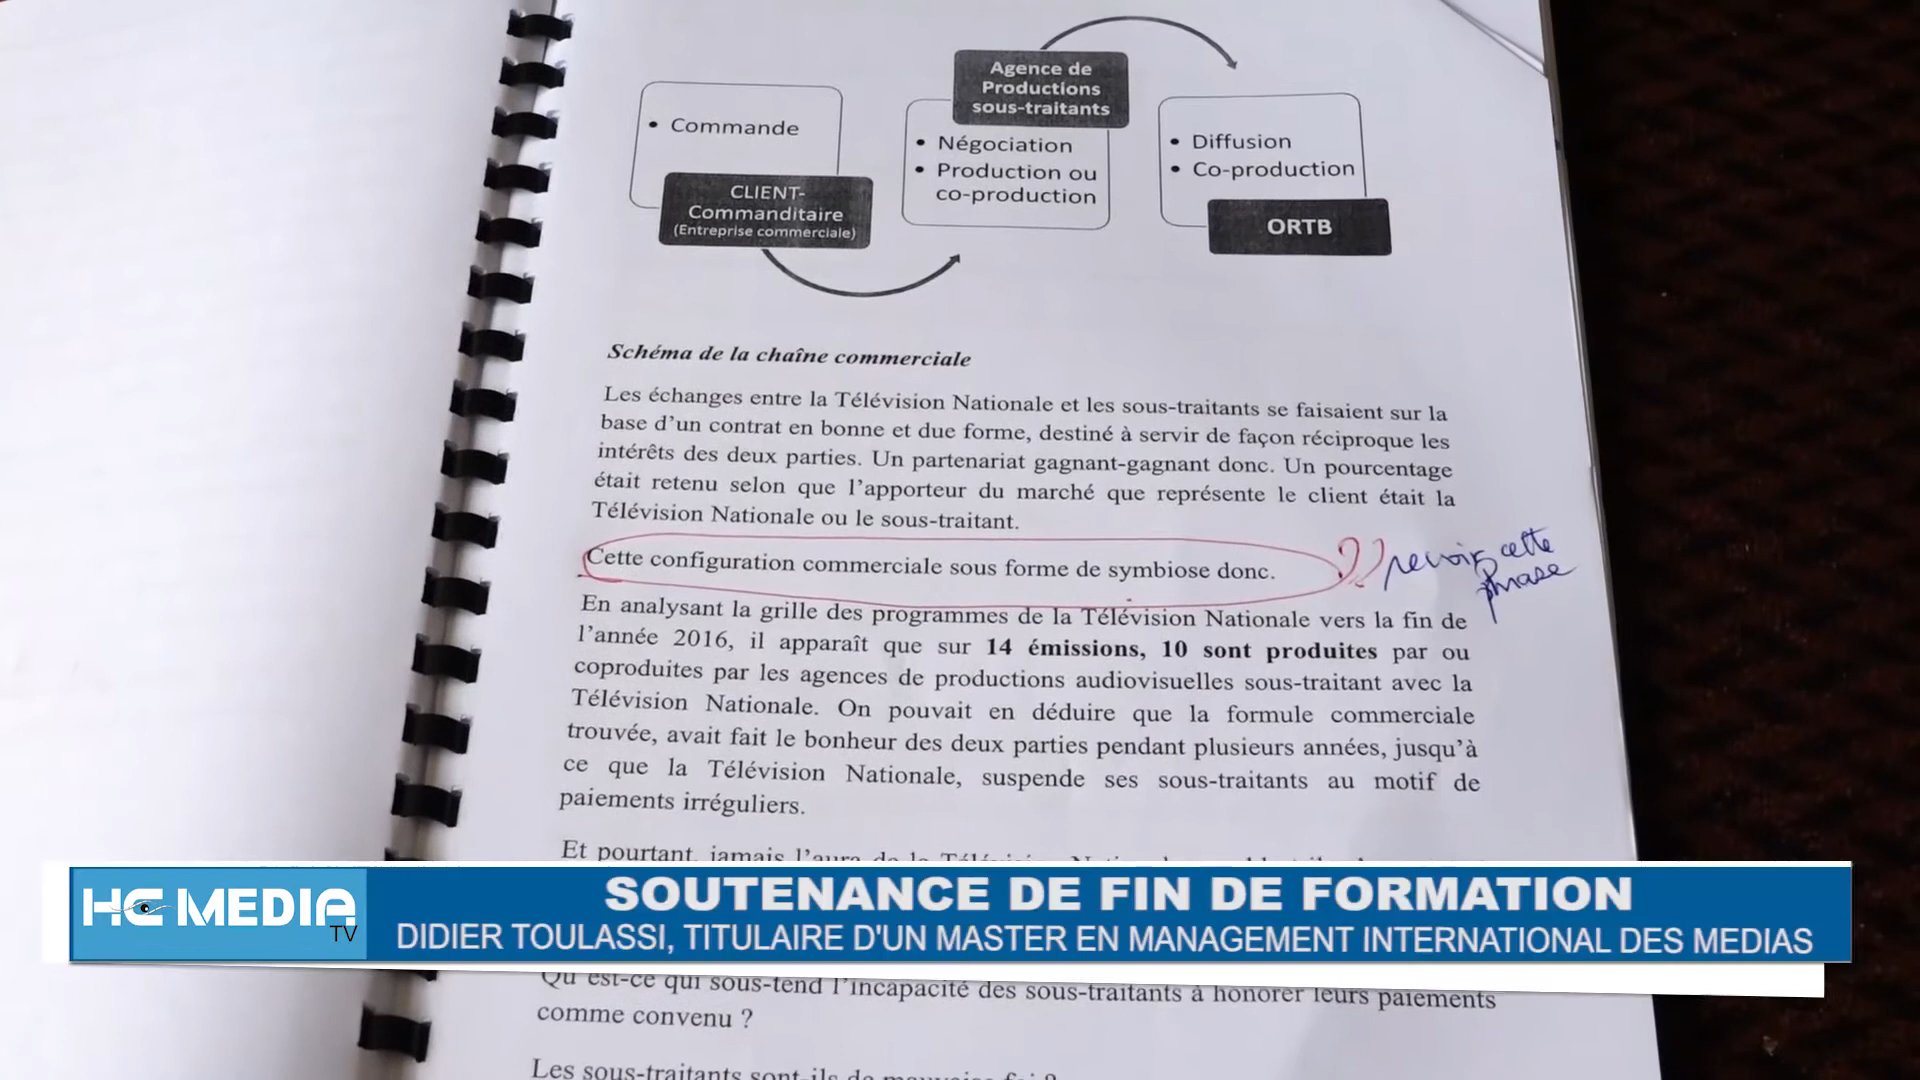 Agence de
Productions
sous-traitants
• Commande
CLIENT-
Commanditaire
(Entreprise commerciale)
• Négociation
• Production ou
co-production
• Diffusion
• Co-production
ORTB
Schéma de la chaîne commerciale
Les échanges entre la Télévision Nationale et les sous-traitants se faisaient sur la
base d'un contrat en bonne et due forme, destiné à servir de façon réciproque les
intérêts des deux parties. Un partenariat gagnant-gagnant donc. Un pourcentage
était retenu selon que l'apporteur du marché que représente le client était la
Télévision Nationale ou le sous-traitant.
Cette configuration commerciale sous forme de symbiose donc.
revoir cette
phrase
En analysant la grille des programmes de la Télévision Nationale vers la fin de
l'année 2016, il apparaît que sur 14 émissions, 10 sont produites par ou
coproduites par les agences de productions audiovisuelles sous-traitant avec la
Télévision Nationale. On pouvait en déduire que la formule commerciale
trouvée, avait fait le bonheur des deux parties pendant plusieurs années, jusqu'à
ce que la Télévision Nationale, suspende ses sous-traitants au motif de
paiements irréguliers.
Et pourtant, jamais l'aura de la
HC MEDIA TV
SOUTENANCE DE FIN DE FORMATION
DIDIER TOULASSI, TITULAIRE D'UN MASTER EN MANAGEMENT INTERNATIONAL DES MEDIAS
Qu'est-ce qui sous-tend l'incapacité des sous-traitants à honorer leurs paiements
comme convenu ?
Les sous-traitants sont-ils de